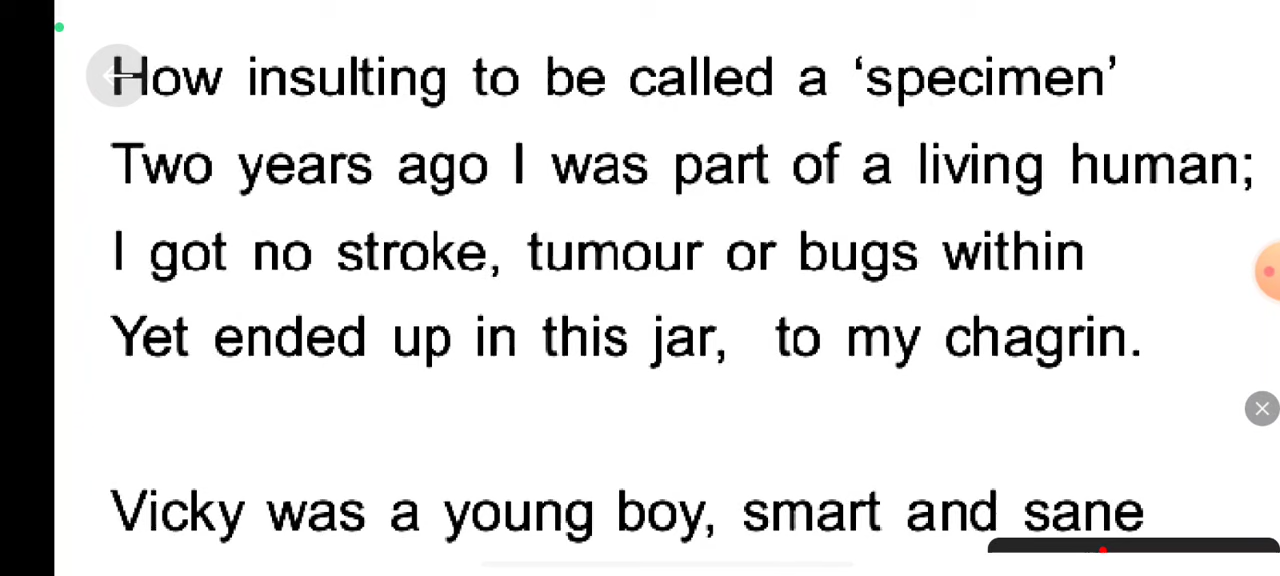 How insulting to be called a ‘specimen’
Two years ago I was part of a living human;
I got no stroke, tumour or bugs within
Yet ended up in this jar, to my chagrin.
Vicky was a young boy, smart and sane